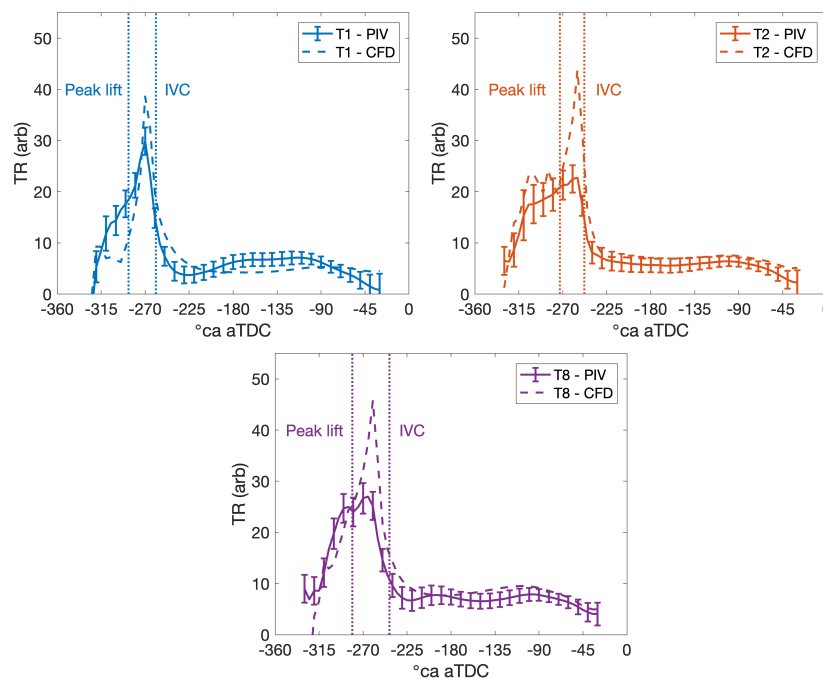 T1 - PIV
T1 - CFD
Peak lift
IVC
TR (arb)
0
10
20
30
40
50
-360 -315 -270 -225 -180 -135 -90 -45 0
°ca aTDC
T2 - PIV
T2 - CFD
Peak lift
IVC
TR (arb)
0
10
20
30
40
50
-360 -315 -270 -225 -180 -135 -90 -45 0
°ca aTDC
T8 - PIV
T8 - CFD
Peak lift
IVC
TR (arb)
0
10
20
30
40
50
-360 -315 -270 -225 -180 -135 -90 -45 0
°ca aTDC